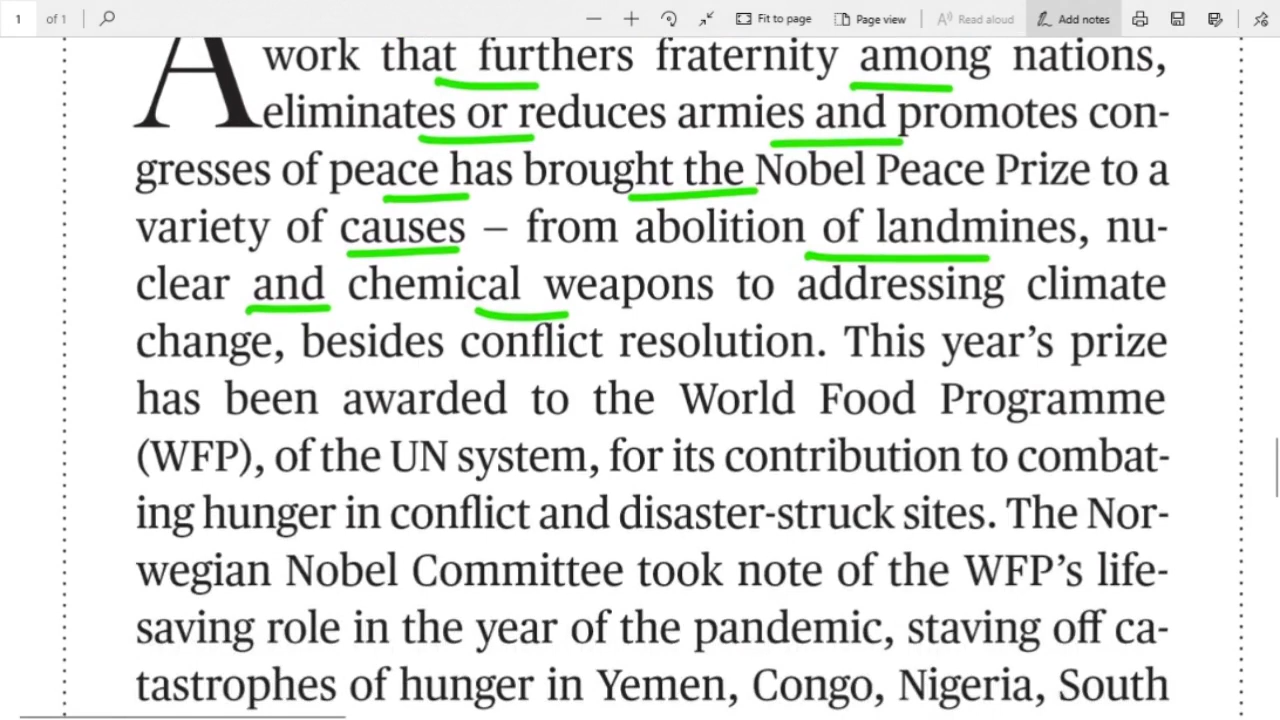 1 of 1 Fit to page Page view Read aloud Add notes
A work that furthers fraternity among nations,
eliminates or reduces armies and promotes con-
gresses of peace has brought the Nobel Peace Prize to a
variety of causes – from abolition of landmines, nu-
clear and chemical weapons to addressing climate
change, besides conflict resolution. This year’s prize
has been awarded to the World Food Programme
(WFP), of the UN system, for its contribution to combat-
ing hunger in conflict and disaster-struck sites. The Nor-
wegian Nobel Committee took note of the WFP’s life-
saving role in the year of the pandemic, staving off ca-
tastrophes of hunger in Yemen, Congo, Nigeria, South